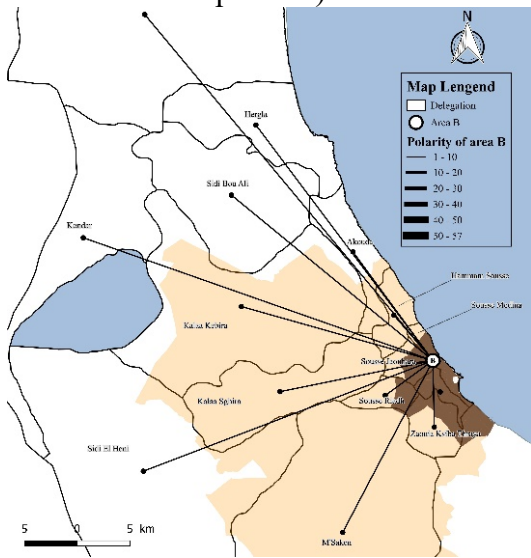 N
Map Lengend
Delegation
Area B
Polarity of area B
1 - 10
10 - 20
20 - 30
30 - 40
40 - 50
50 - 57
Hergla
Sidi Bou Ali
Kondar
Akouda
Hammam Sousse
Sousse Medina
Kalaa Kebira
Sousse Jaouhara
B
Kalaa Sghira
Sousse Riadh
Zaouia Ksiba Thrayet
Sidi El Heni
M'Saken
5 0 5 km